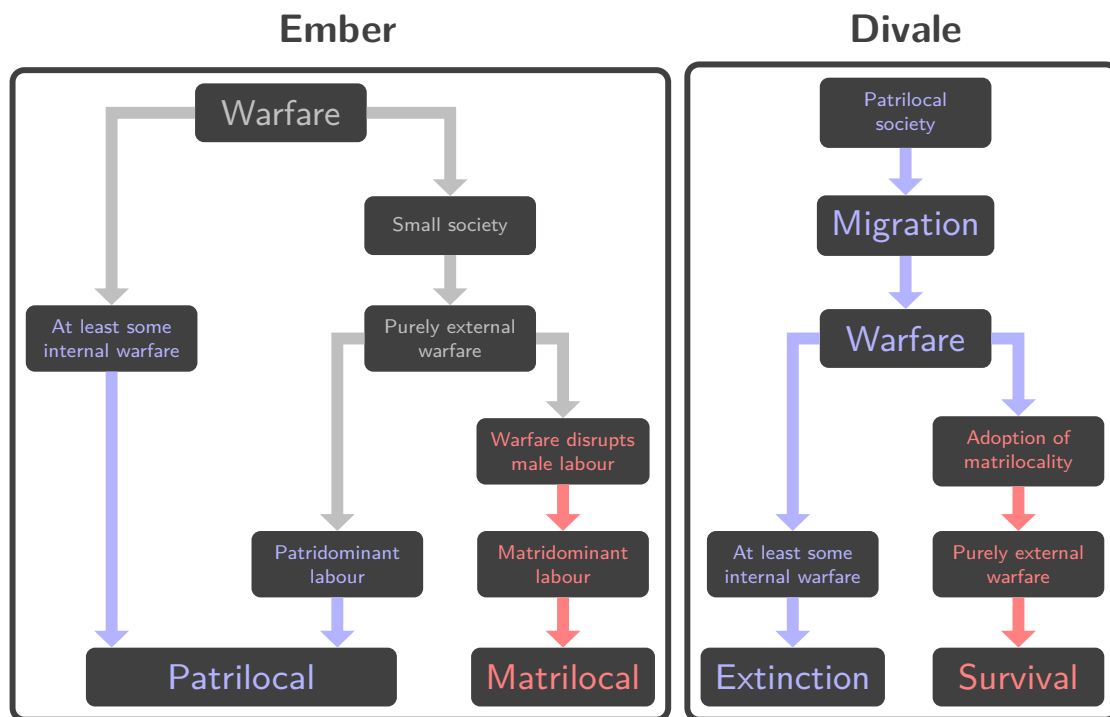 Ember
Warfare
Small society
At least some
internal warfare
Purely external
warfare
Warfare disrupts
male labour
Patridominant
labour
Matridominant
labour
Patrilocal
Matrilocal
Divale
Patrilocal
society
Migration
Warfare
Adoption of
matrilocality
At least some
internal warfare
Purely external
warfare
Extinction
Survival